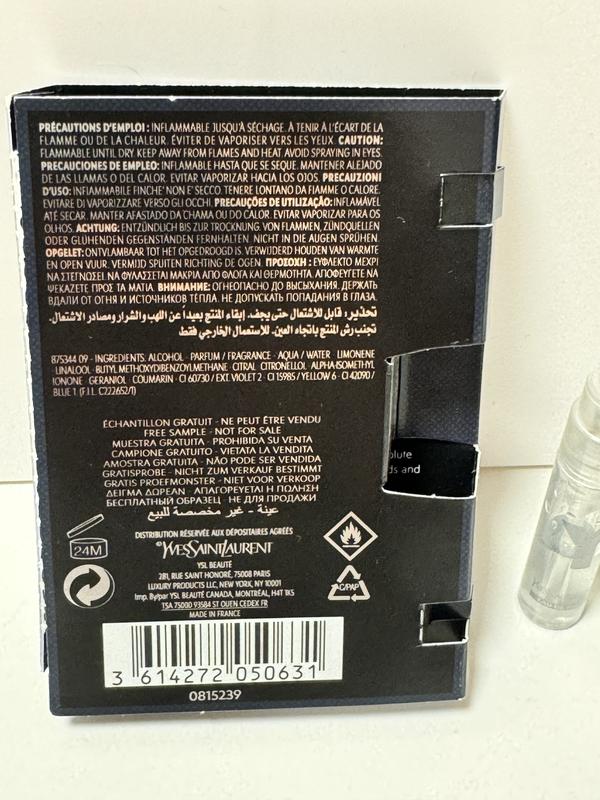 PRÉCAUTIONS D'EMPLOI : INFLAMMABLE JUSQU'À SÉCHAGE. À TENIR À L'ÉCART DE LA
FLAMME OU DE LA CHALEUR. ÉVITER DE VAPORISER VERS LES YEUX. CAUTION:
FLAMMABLE UNTIL DRY. KEEP AWAY FROM FLAMES AND HEAT. AVOID SPRAYING IN EYES.
PRECAUCIONES DE EMPLEO: INFLAMABLE HASTA QUE SE SEQUE. MANTENER ALEJADO
DE LAS LLAMAS O DEL CALOR. EVITAR VAPORIZAR HACIA LOS OJOS. PRECAUZIONI
D'USO: INFIAMMABILE FINCHE' NON E' SECCO. TENERE LONTANO DA FIAMME O CALORE.
EVITARE DI VAPORIZZARE VERSO GLI OCCHI. PRECAUÇÕES DE UTILIZAÇÃO: INFLAMÁVEL
ATÉ SECAR. MANTER AFASTADO DA CHAMA OU DO CALOR. EVITAR VAPORIZAR PARA OS
OLHOS. ACHTUNG: ENTZÜNDLICH BIS ZUR TROCKNUNG. VON FLAMMEN, ZÜNDQUELLEN
ODER GLÜHENDEN GEGENSTÄNDEN FERNHALTEN. NICHT IN DIE AUGEN SPRÜHEN.
OPGELET: ONTVLAMBAAR TOT HET OPGEDROOGD IS. VERWIJDERD HOUDEN VAN WARMTE
EN OPEN VUUR. VERMIJD SPUITEN RICHTING DE OGEN. ΠΡΟΣΟΧΗ : ΕΥΦΛΕΚΤΟ ΜΕΧΡΙ
ΝΑ ΣΤΕΓΝΩΣΕΙ. ΝΑ ΦΥΛΑΣΣΕΤΑΙ ΜΑΚΡΙΑ ΑΠΟ ΦΛΟΓΑ ΚΑΙ ΘΕΡΜΟΤΗΤΑ. ΑΠΟΦΕΥΓΕΤΕ ΝΑ
ΨΕΚΑΖΕΤΕ ΠΡΟΣ ΤΑ ΜΑΤΙΑ. ВНИМАНИЕ: ОГНЕОПАСНО ДО ВЫСЫХАНИЯ. ДЕРЖАТЬ
ВДАЛИ ОТ ОГНЯ И ИСТОЧНИКОВ ТЕПЛА. НЕ ДОПУСКАТЬ ПОПАДАНИЯ В ГЛАЗА.
تحذير: قابل للاشتعال حتى يجف. إبقاء المنتج بعيداً عن اللهب والشرار ومصادر الاشتعال.
تجنب رش المنتج باتجاه العين. للاستعمال الخارجي فقط
875344 09 - INGREDIENTS: ALCOHOL · PARFUM / FRAGRANCE · AQUA / WATER · LIMONENE
· LINALOOL · BUTYL METHOXYDIBENZOYLMETHANE · CITRAL · CITRONELLOL · ALPHA-ISOMETHYL
IONONE · GERANIOL · COUMARIN · CI 60730 / EXT. VIOLET 2 · CI 15985 / YELLOW 6 · CI 42090 /
BLUE 1 (F.I.L. C222652/1)
ÉCHANTILLON GRATUIT - NE PEUT ÊTRE VENDU
FREE SAMPLE - NOT FOR SALE
MUESTRA GRATUITA - PROHIBIDA SU VENTA
CAMPIONE GRATUITO - VIETATA LA VENDITA
AMOSTRA GRATUITA - NÃO PODE SER VENDIDA
GRATISPROBE - NICHT ZUM VERKAUF BESTIMMT
GRATIS PROEFMONSTER - NIET VOOR VERKOOP
ΔΕΙΓΜΑ ΔΩΡΕΑΝ - ΑΠΑΓΟΡΕΥΕΤΑΙ Η ΠΩΛΗΣΗ
БЕСПЛАТНЫЙ ОБРАЗЕЦ - НЕ ДЛЯ ПРОДАЖИ
عينة - غير مخصصة للبيع
olute
ds and
DISTRIBUTION RÉSERVÉE AUX DÉPOSITAIRES AGRÉÉS
©YVESSAINTLAURENT
24M
YSL BEAUTÉ
281, RUE SAINT HONORÉ, 75008 PARIS
LUXURY PRODUCTS LLC, NEW YORK, NY 10001
Imp. By/par YSL BEAUTÉ CANADA, MONTRÉAL, H4T 1K5
TSA 75000 93584 ST OUEN CEDEX FR
MADE IN FRANCE
C/PAP
3 614272 050631
0815239